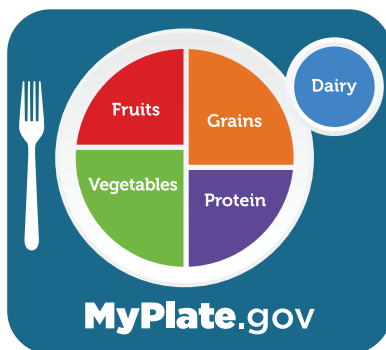 Dairy
Fruits
Grains
Vegetables
Protein
MyPlate.gov